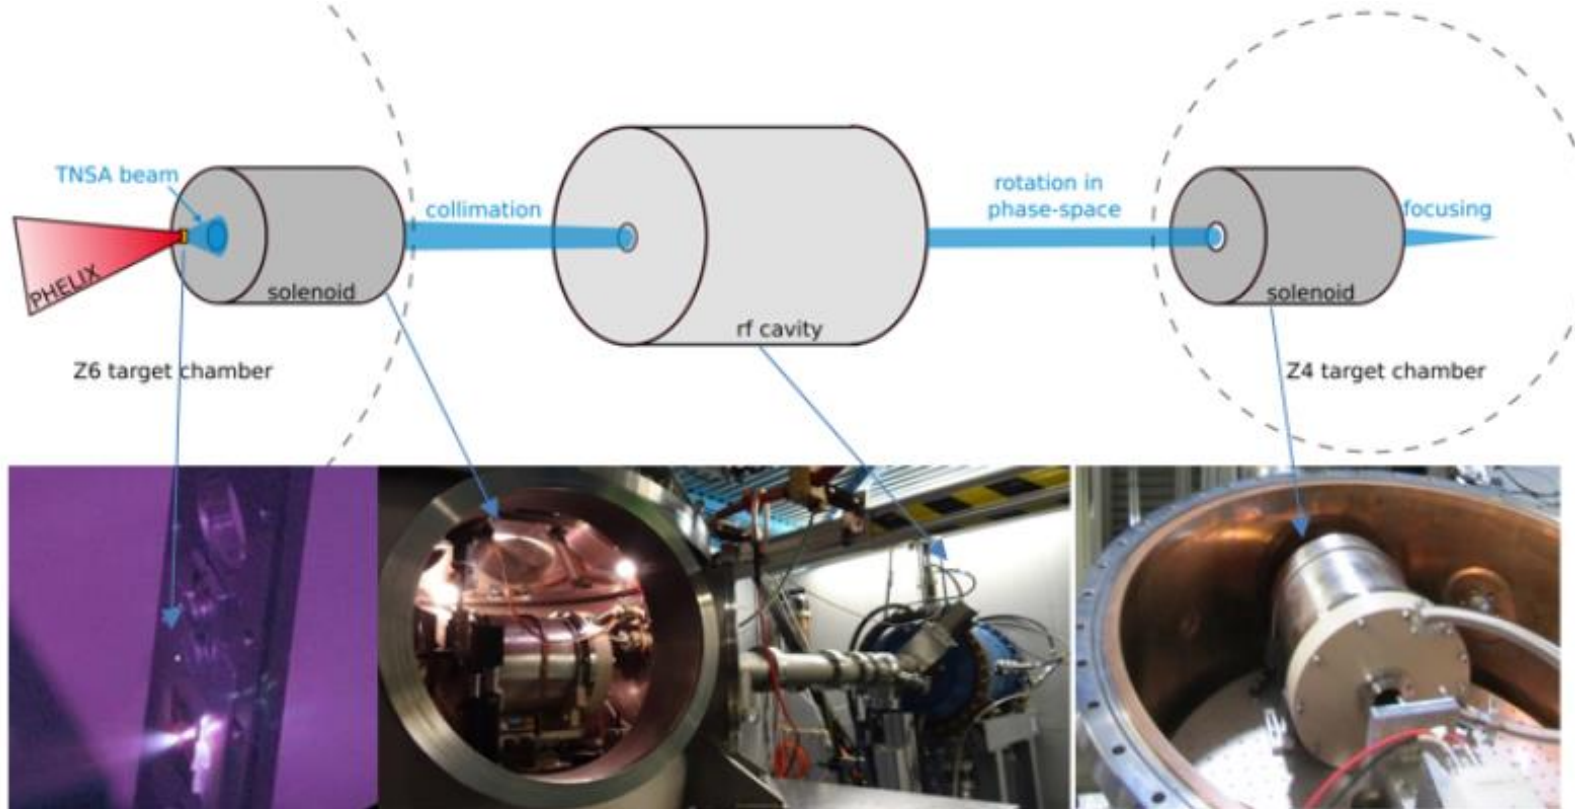 TNSA beam
PHELIX
solenoid
Z6 target chamber
collimation
rf cavity
rotation in
phase-space
solenoid
focusing
Z4 target chamber